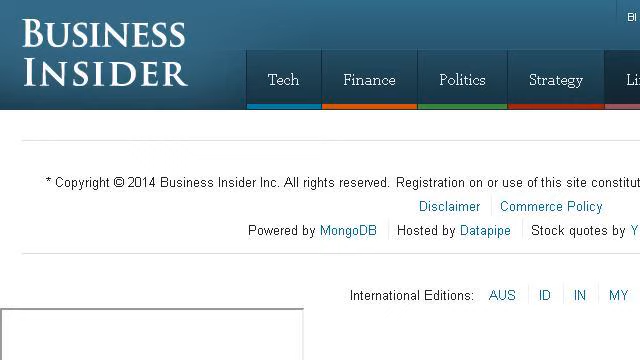 BI
BUSINESS
INSIDER
Tech Finance Politics Strategy
* Copyright © 2014 Business Insider Inc. All rights reserved. Registration on or use of this site
Disclaimer Commerce Policy
Powered by MongoDB Hosted by Datapipe Stock quotes by
International Editions: AUS ID IN MY